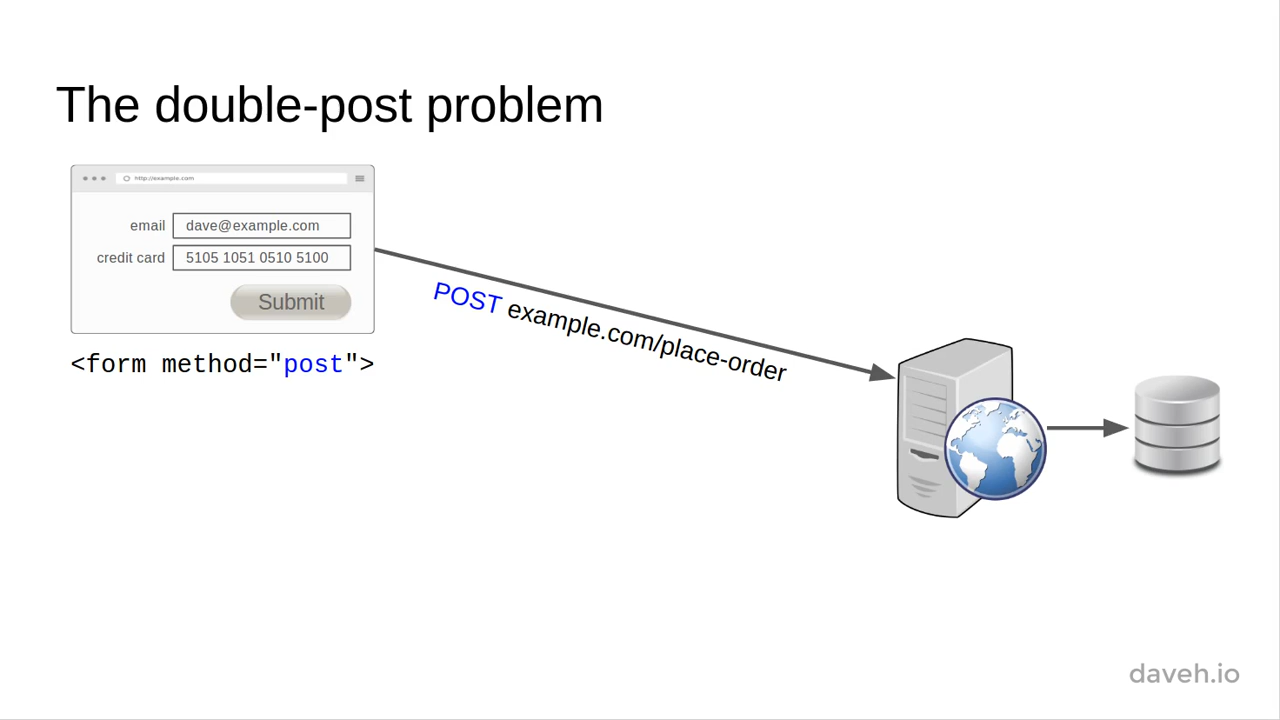 The double-post problem
http://example.com
email dave@example.com
credit card 5105 1051 0510 5100
Submit
<form method="post">
POST example.com/place-order
daveh.io